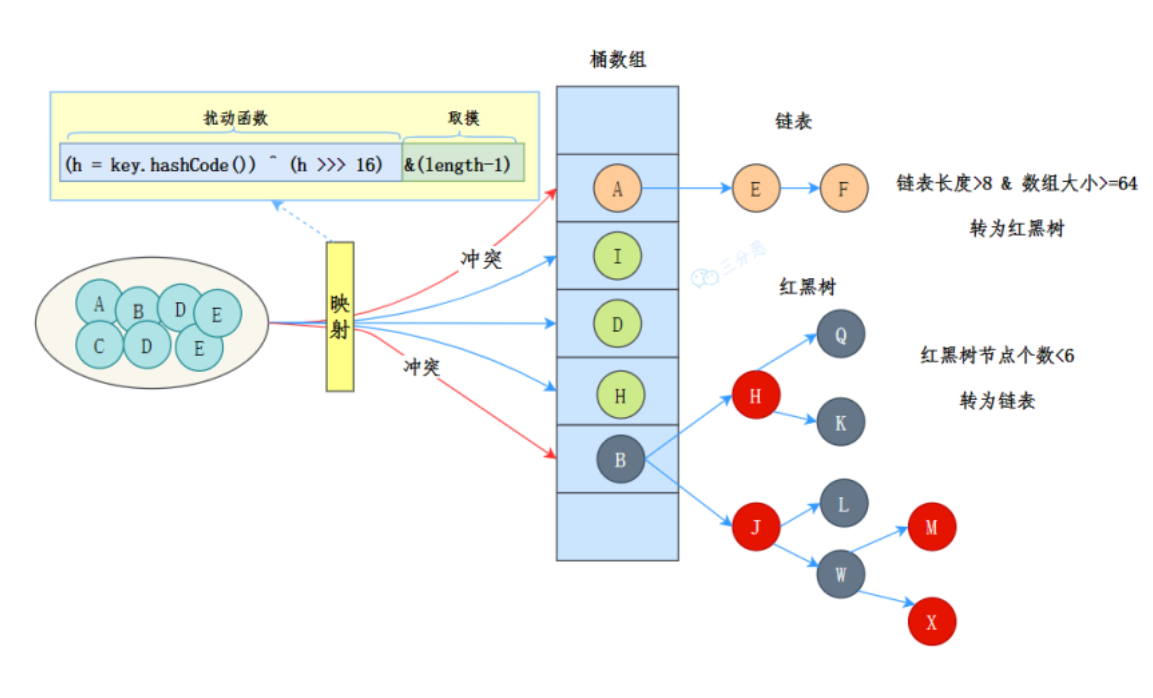 桶数组
扰动函数
取摸
(h = key.hashCode()) ^ (h >>> 16) &(length-1)
链表
A
E
F
链表长度>8 & 数组大小>=64
转为红黑树
冲突
I
三分恶
红黑树
映射
A
B
D
E
C
D
E
D
Q
红黑树节点个数<6
冲突
H
H
转为链表
K
B
L
J
M
W
X